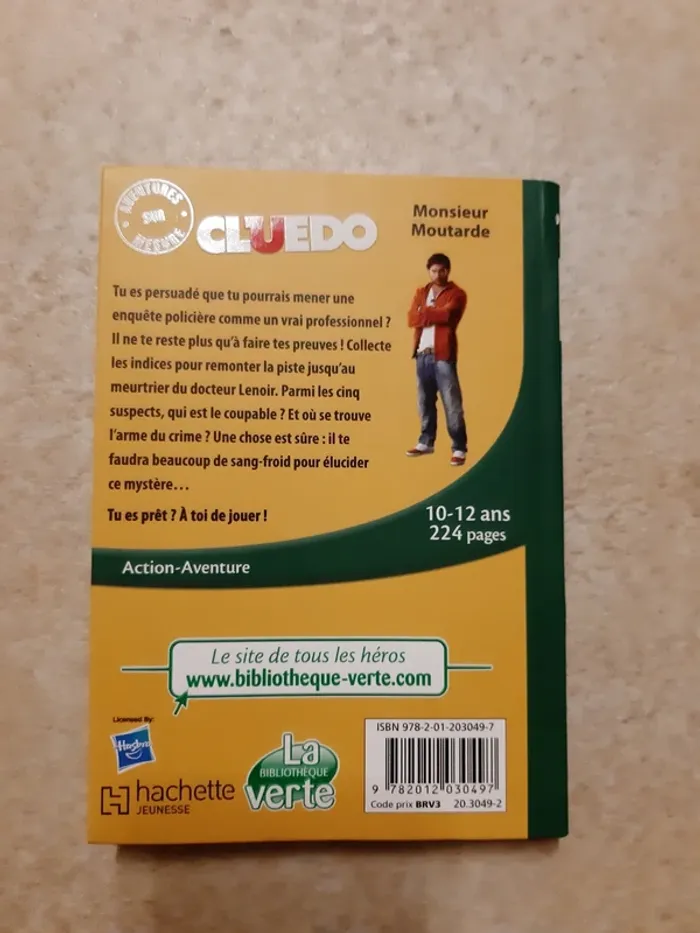 AVENTURES
SUR
MESURE
CLUEDO
Monsieur
Moutarde
Tu es persuadé que tu pourrais mener une
enquête policière comme un vrai professionnel ?
Il ne te reste plus qu'à faire tes preuves ! Collecte
les indices pour remonter la piste jusqu'au
meurtrier du docteur Lenoir. Parmi les cinq
suspects, qui est le coupable ? Et où se trouve
l'arme du crime ? Une chose est sûre : il te
faudra beaucoup de sang-froid pour élucider
ce mystère...
Tu es prêt ? À toi de jouer !
10-12 ans
224 pages
Action-Aventure
Le site de tous les héros
www.bibliotheque-verte.com
Licensed By:
Hasbro
hachette
JEUNESSE
La
BIBLIOTHÈQUE
verte
ISBN 978-2-01-203049-7
9 782012 030497
Code prix BRV3 20.3049-2